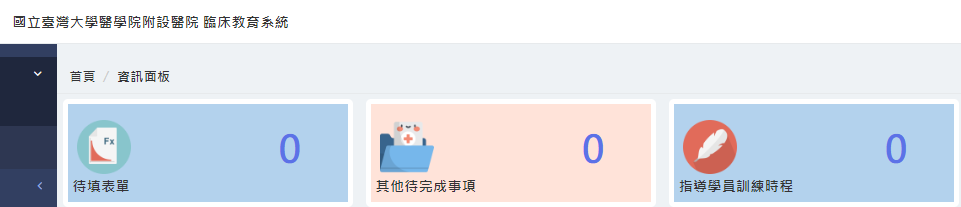 國立臺灣大學醫學院附設醫院 臨床教育系統
首頁 / 資訊面板
Fx 0
待填表單
0
其他待完成事項
0
指導學員訓練時程